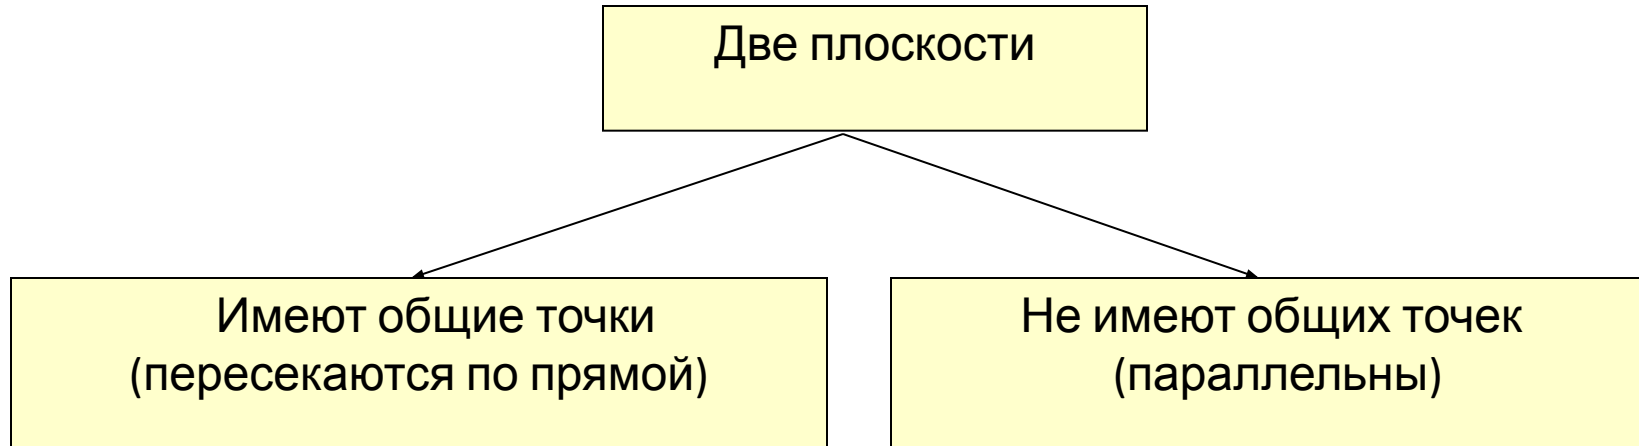 Две плоскости
Имеют общие точки
(пересекаются по прямой)
Не имеют общих точек
(параллельны)